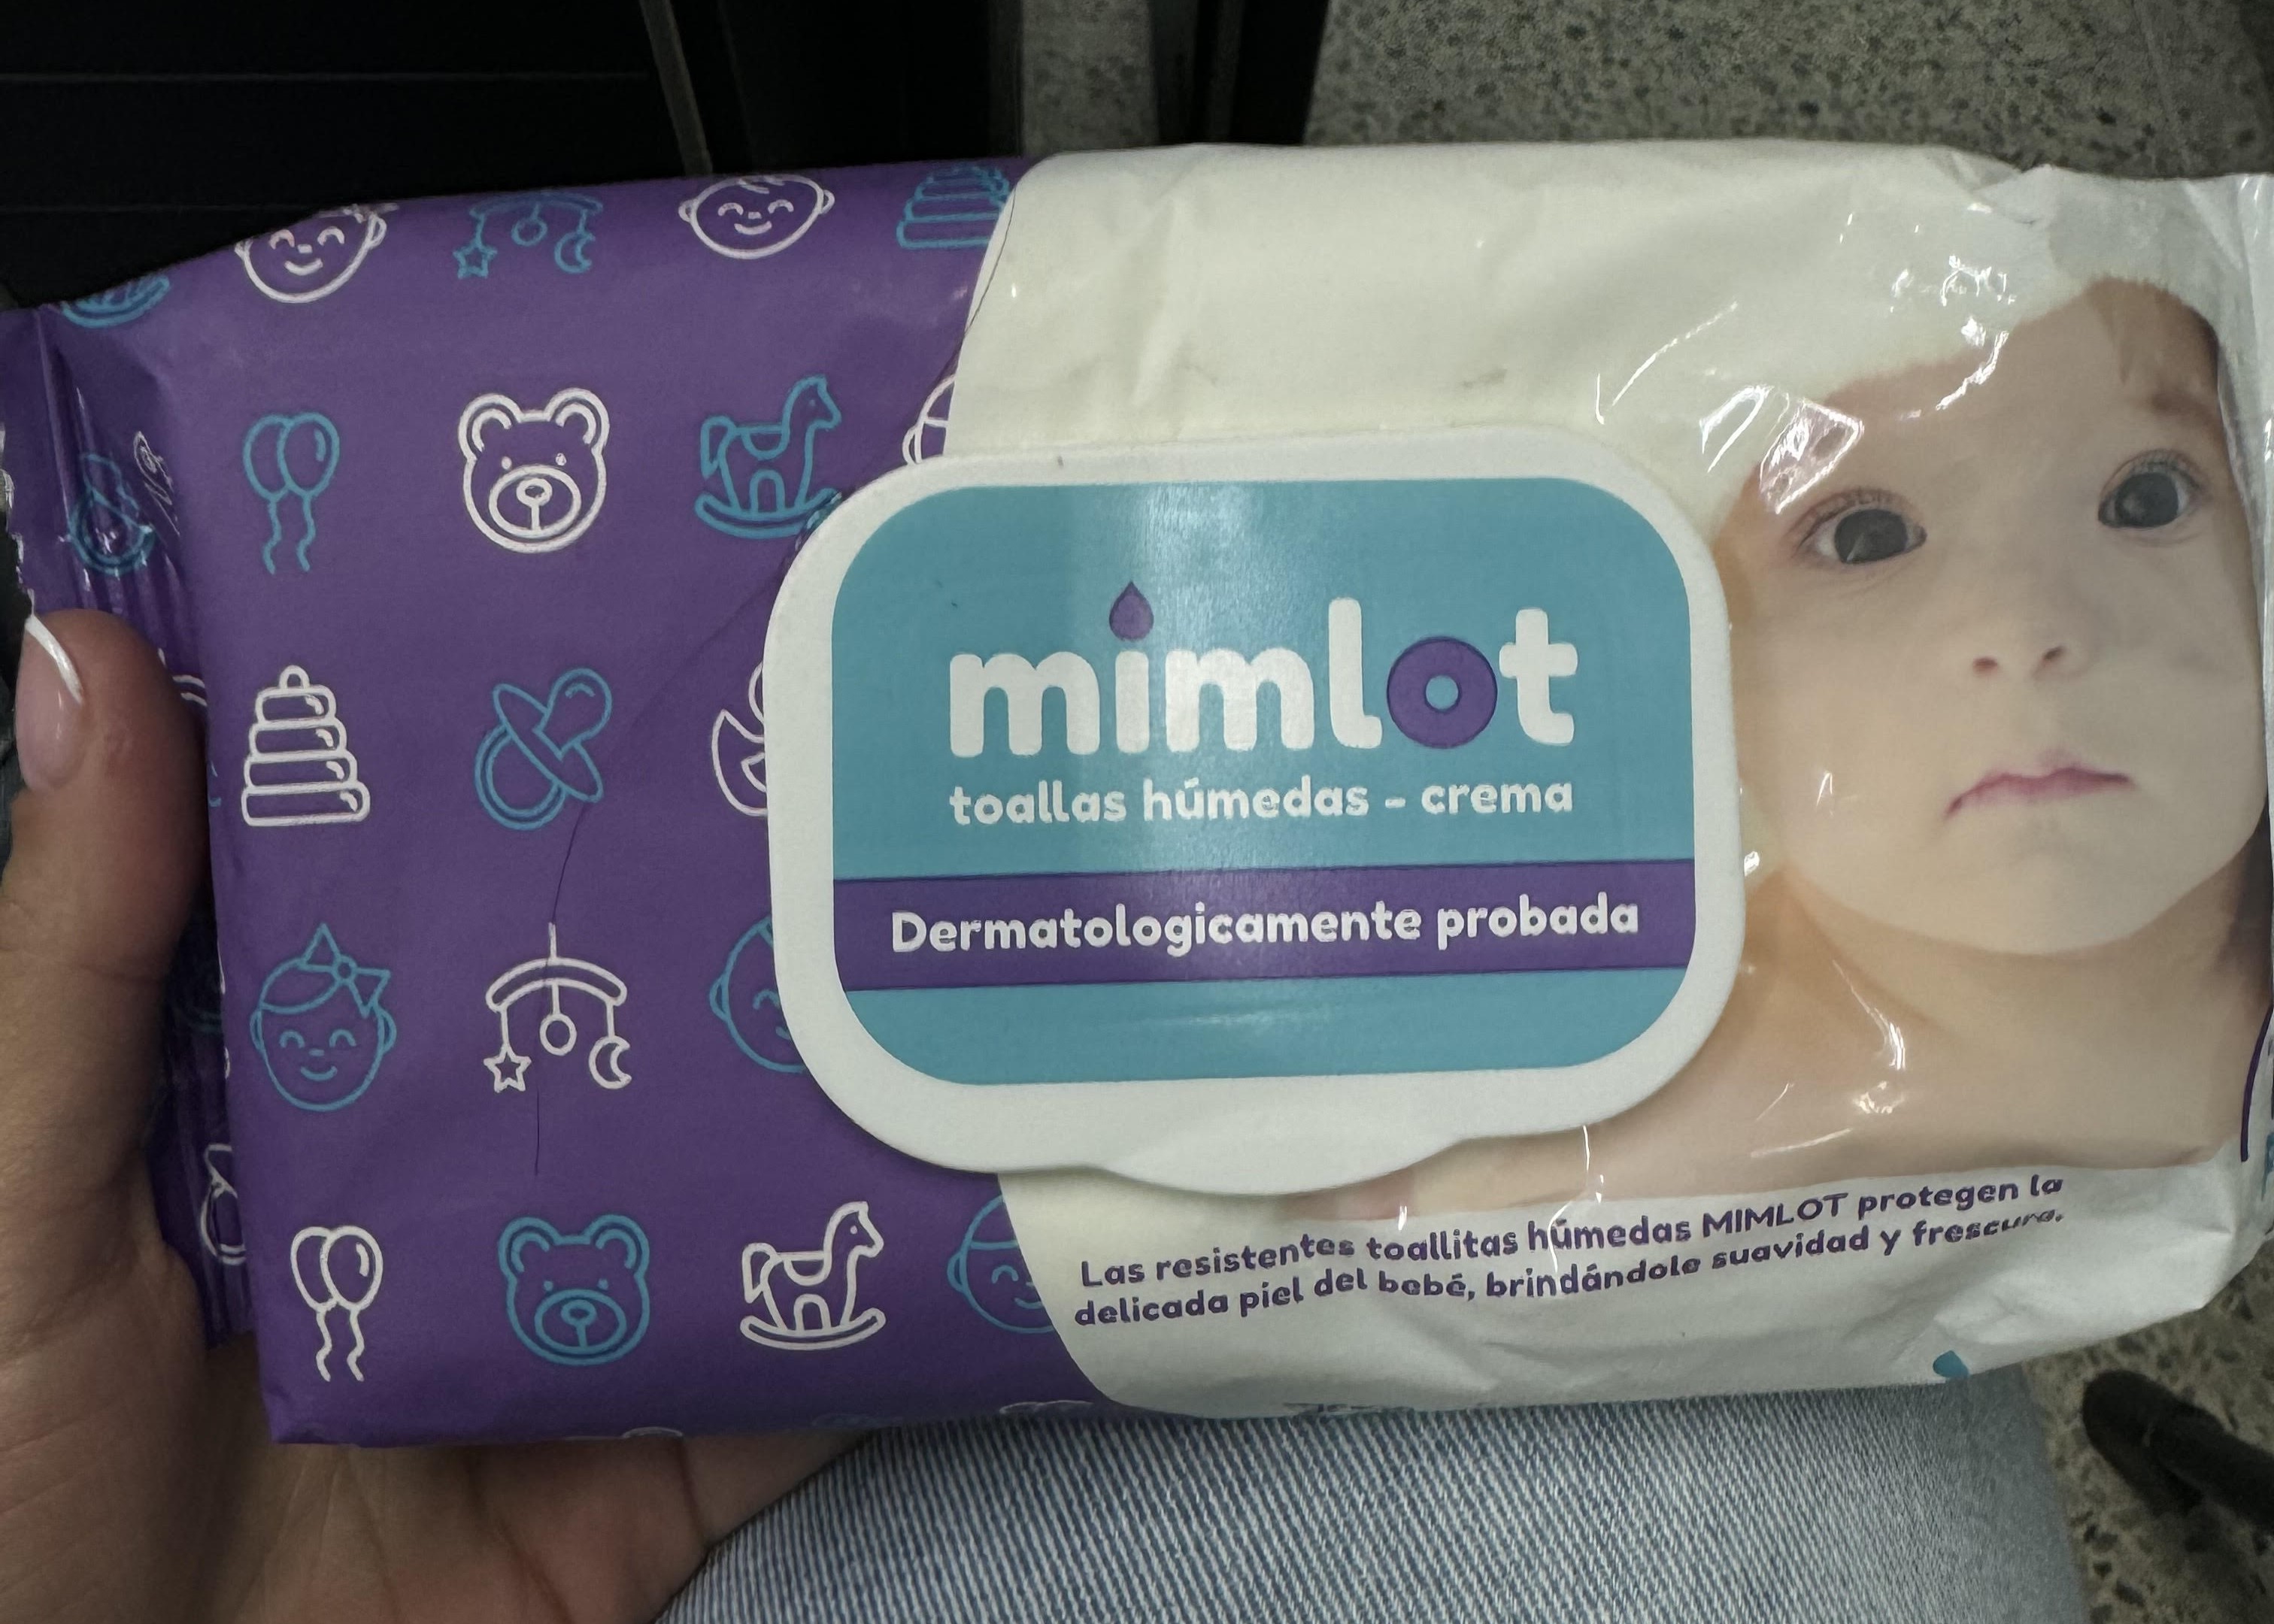 mimlot
toallas húmedas - crema
Dermatologicamente probada
Las resistentes toallitas húmedas MIMLOT protegen la
delicada piel del bebé, brindándole suavidad y frescura.